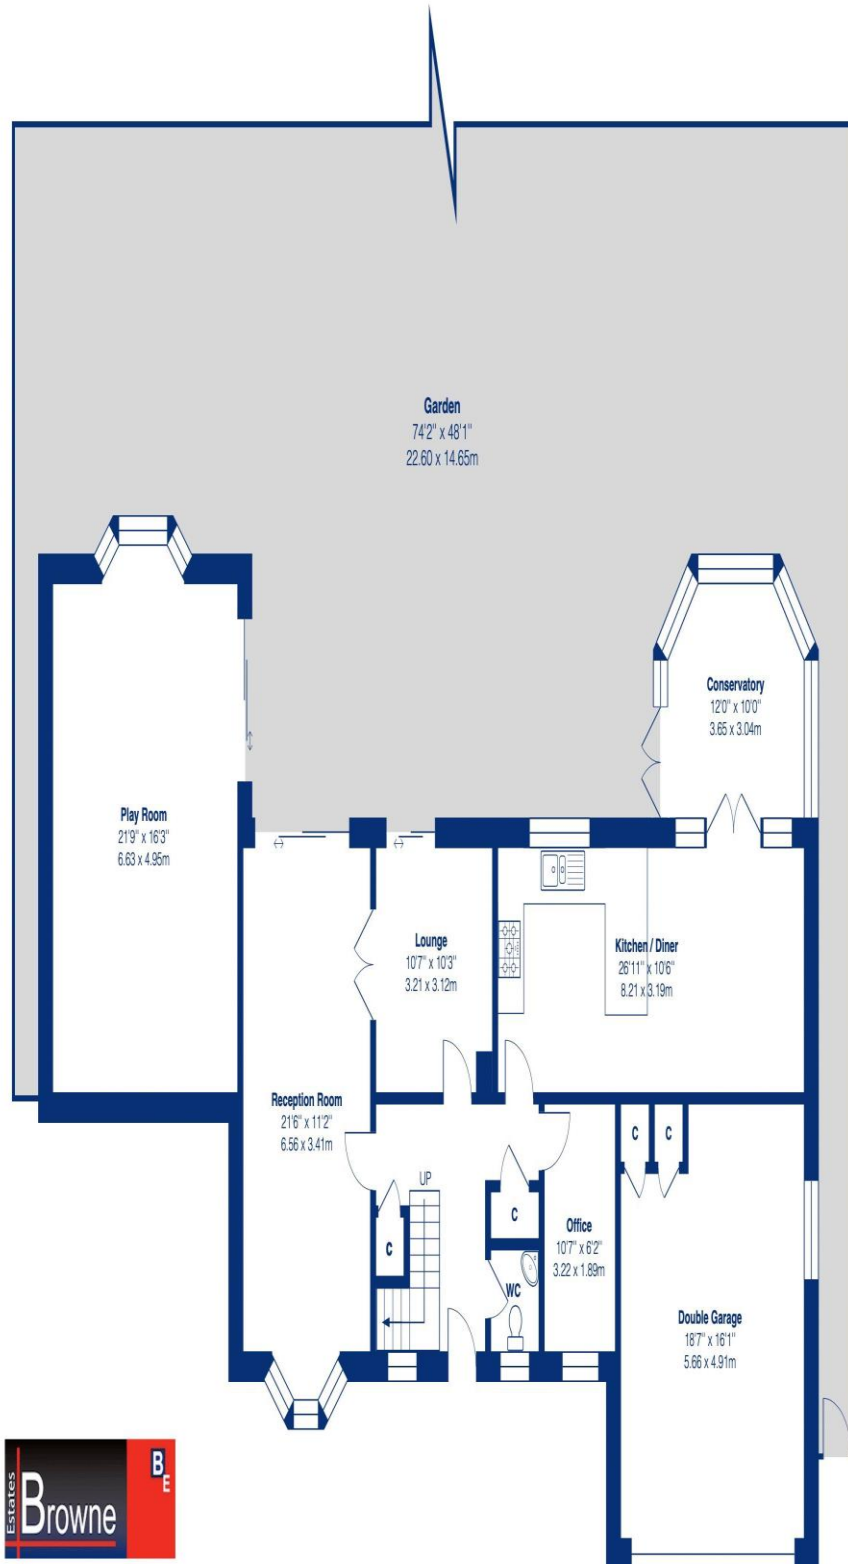 Garden
74'2" x 48'1"
22.60 x 14.65m
Conservatory
12'0" x 10'0"
3.65 x 3.04m
Play Room
21'9" x 16'3"
6.63 x 4.95m
Lounge
10'7" x 10'3"
3.21 x 3.12m
Kitchen / Diner
26'11" x 10'6"
8.21 x 3.19m
Reception Room
21'6" x 11'2"
6.56 x 3.41m
UP
C
C
C
C
Office
10'7" x 6'2"
3.22 x 1.89m
WC
Double Garage
18'7" x 16'1"
5.66 x 4.91m
Estates
Browne
B
E